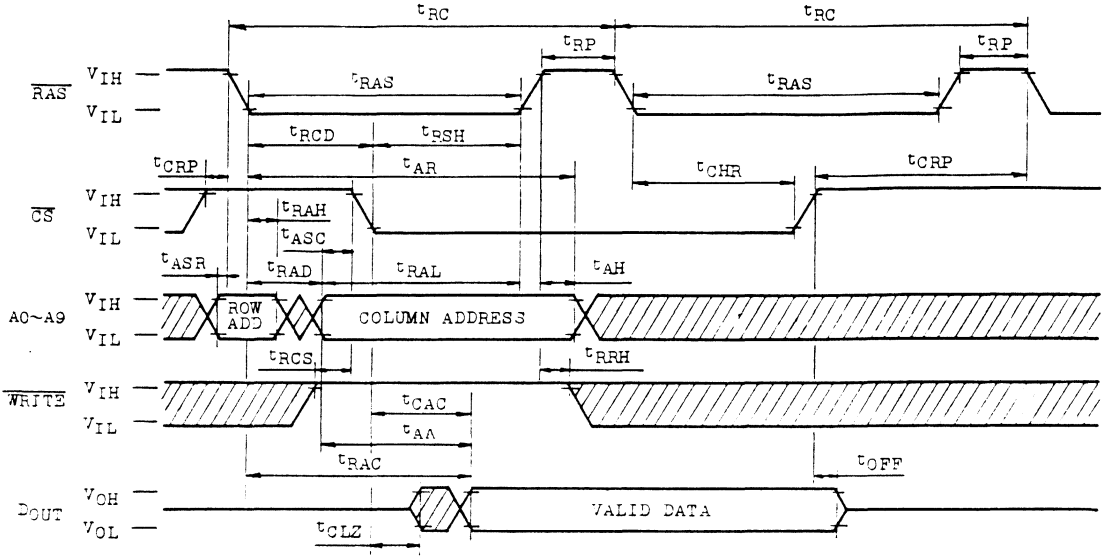 tRC tRC
tRP tRP
RAS VIH tRAS tRAS
VIL
tRCD tRSH
tCRP tAR tCHR tCRP
CS VIH
VIL tRAH
tASC
tASR tRAD tRAL tAH
A0~A9 VIH ROW ADD COLUMN ADDRESS
VIL
tRCS tRRH
WRITE VIH
VIL tCAC
tAA
tRAC tOFF
DOUT VOH VALID DATA
VOL
tCLZ